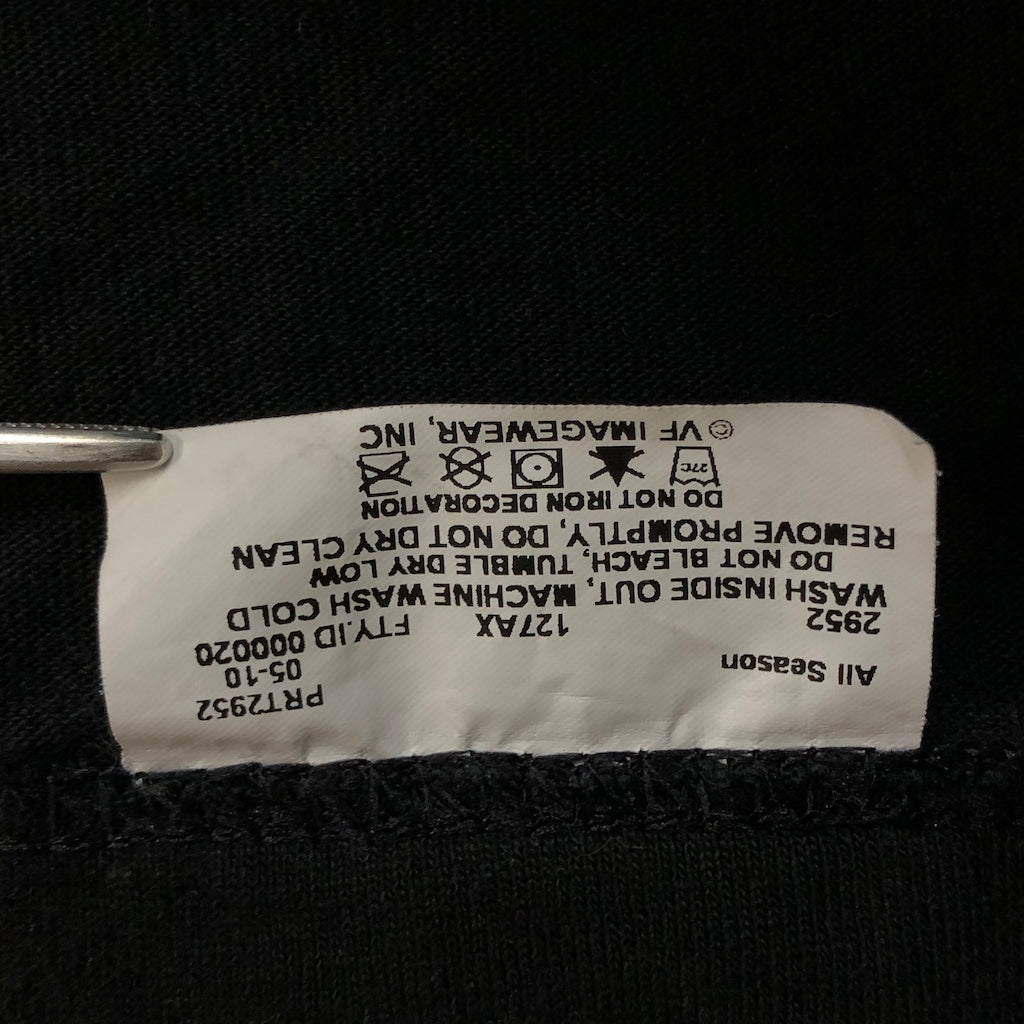 PRT2952
All Season 05-10
2952 127AX FTY.ID 000020
WASH INSIDE OUT, MACHINE WASH COLD
DO NOT BLEACH, TUMBLE DRY LOW
REMOVE PROMPTLY, DO NOT DRY CLEAN
DO NOT IRON DECORATION
27C
© VF IMAGEWEAR, INC